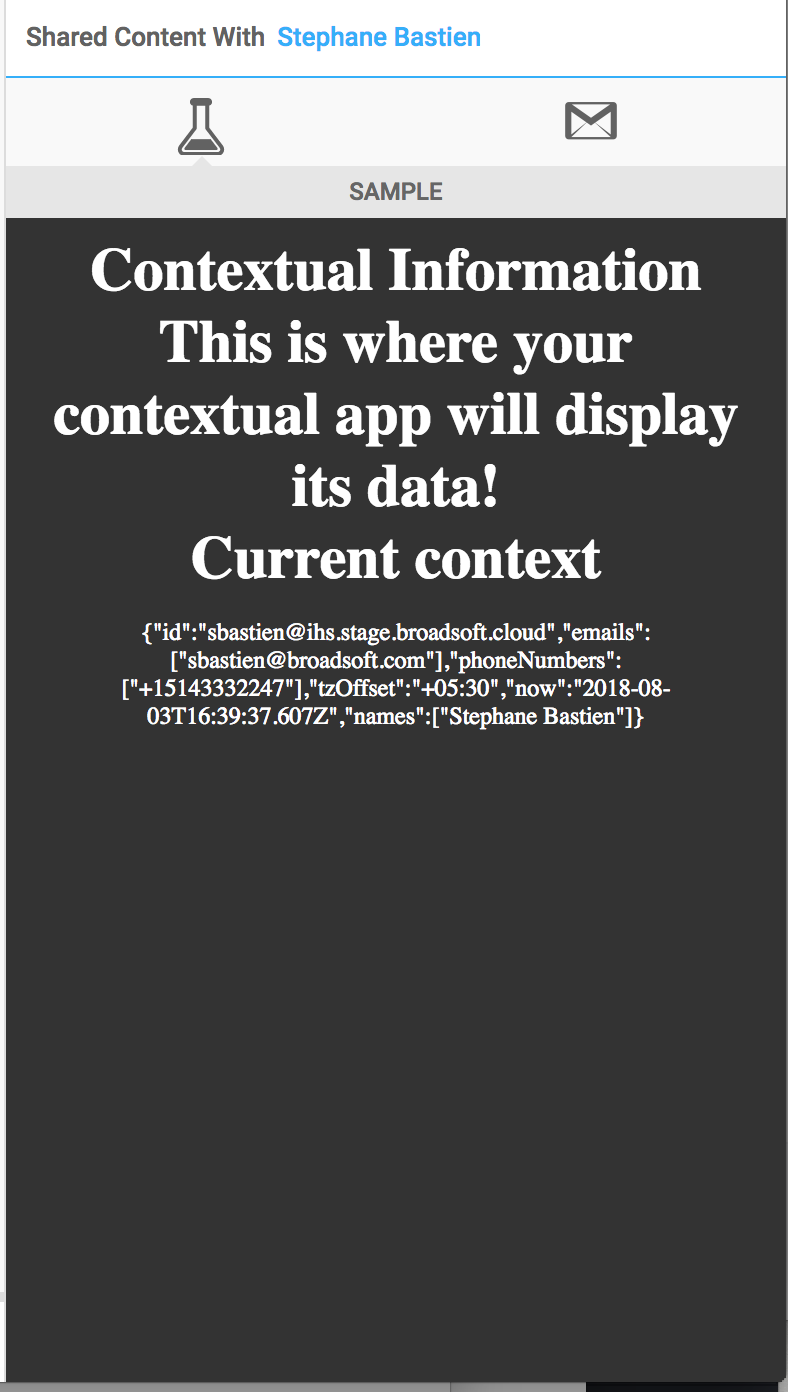 Shared Content With Stephane Bastien
SAMPLE
Contextual Information
This is where your
contextual app will display
its data!
Current context
{"id":"sbastien@ihs.stage.broadsoft.cloud","emails":
["sbastien@broadsoft.com"],"phoneNumbers":
["+15143332247"],"tzOffset":"+05:30","now":"2018-08-
03T16:39:37.607Z","names":["Stephane Bastien"]}